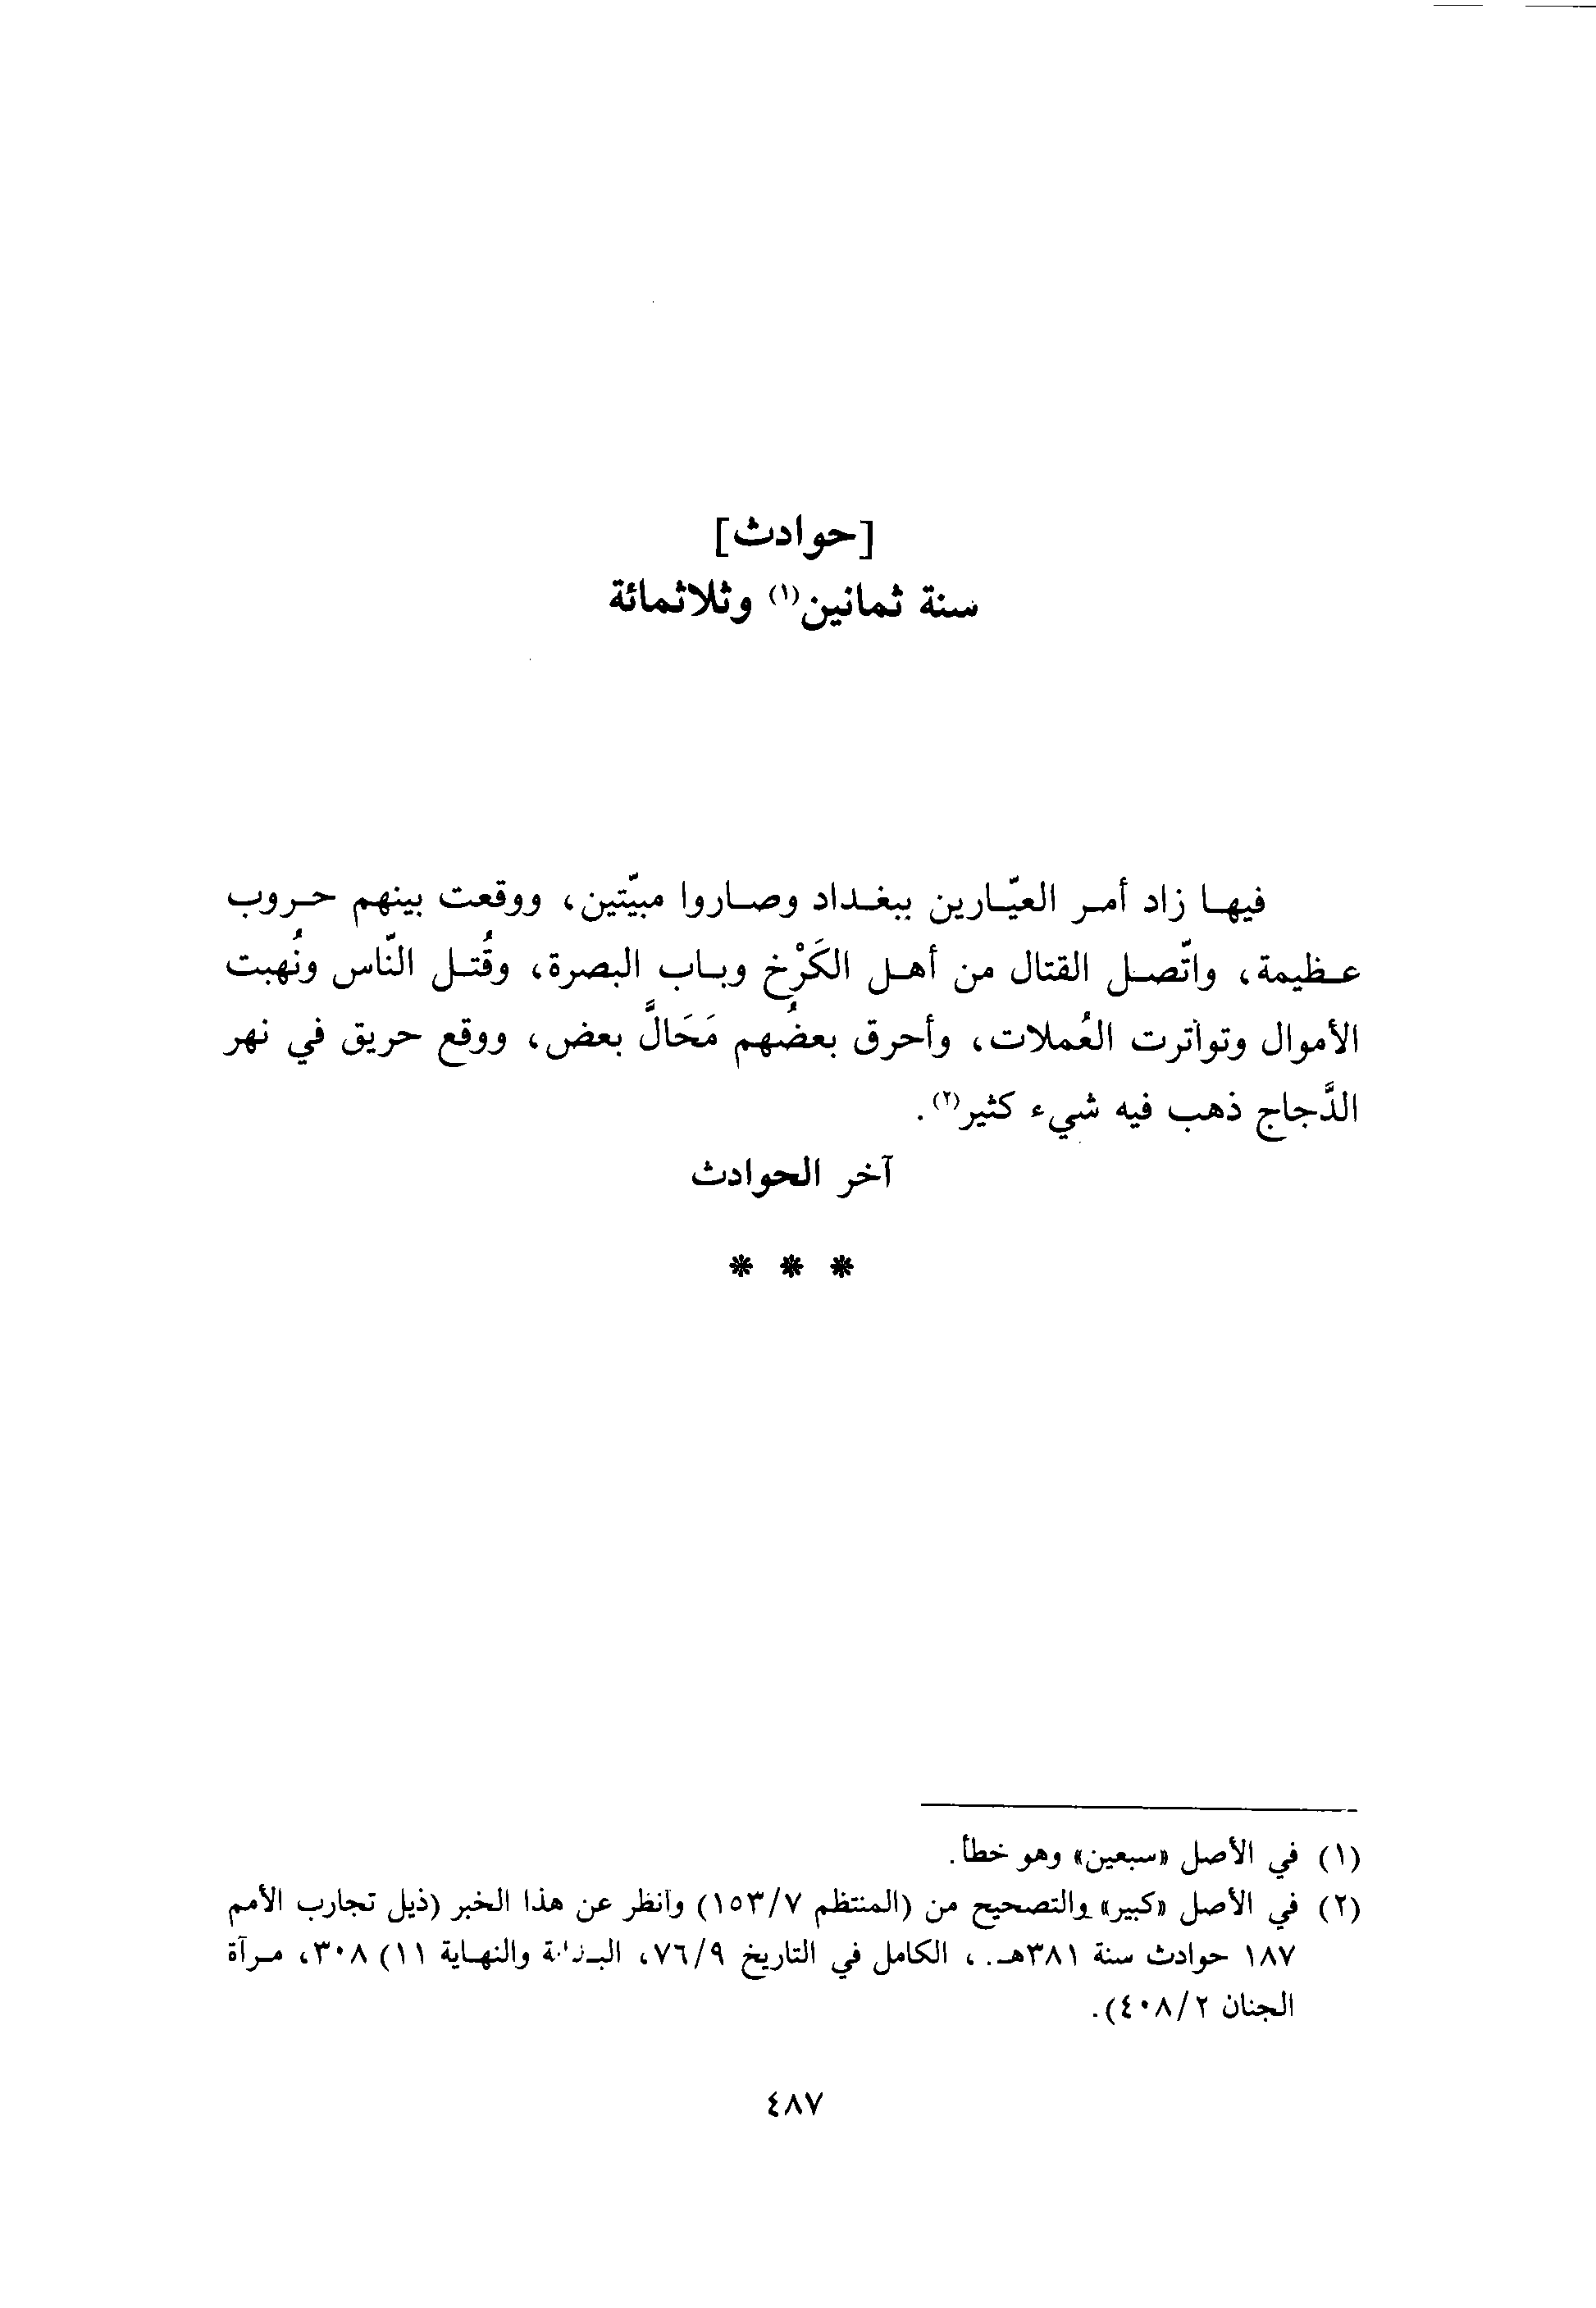 [حوادث]
سنة ثمانين(١) وثلاثمائة
فيها زاد أمر العيّارين ببغداد وصاروا مبيّتين، ووقعت بينهم حروب
عظيمة، واتّصل القتال من أهل الكَرْخ وباب البصرة، وقُتل النّاس ونُهبت
الأموال وتواترت العُملات، وأحرق بعضُهم مَحَالَّ بعض، ووقع حريق في نهر
الدَّجاج ذهب فيه شيء كثير(٢).
آخر الحوادث
* * *
(١) في الأصل «سبعين» وهو خطأ.
(٢) في الأصل «كبير» والتصحيح من (المنتظم ٧/١٥٣) وانظر عن هذا الخبر (ذيل تجارب الأمم
١٨٧ حوادث سنة ٣٨١هـ.، الكامل في التاريخ ٧٦/٩، والنهاية ١١) ٣٠٨، مرآة
الجنان ٤٠٨/٢).
٤٨٧